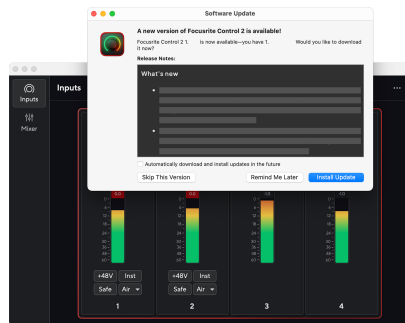 Software Update
A new version of Focusrite Control 2 is available!
Focusrite Control 2 1. is now available—you have 1. Would you like to download
it now?
Release Notes:
What's new
Automatically download and install updates in the future
Skip This Version Remind Me Later Install Update
Inputs
Inputs
Mixer
+48V Inst +48V Inst
Safe Air Safe Air
1 2 3 4